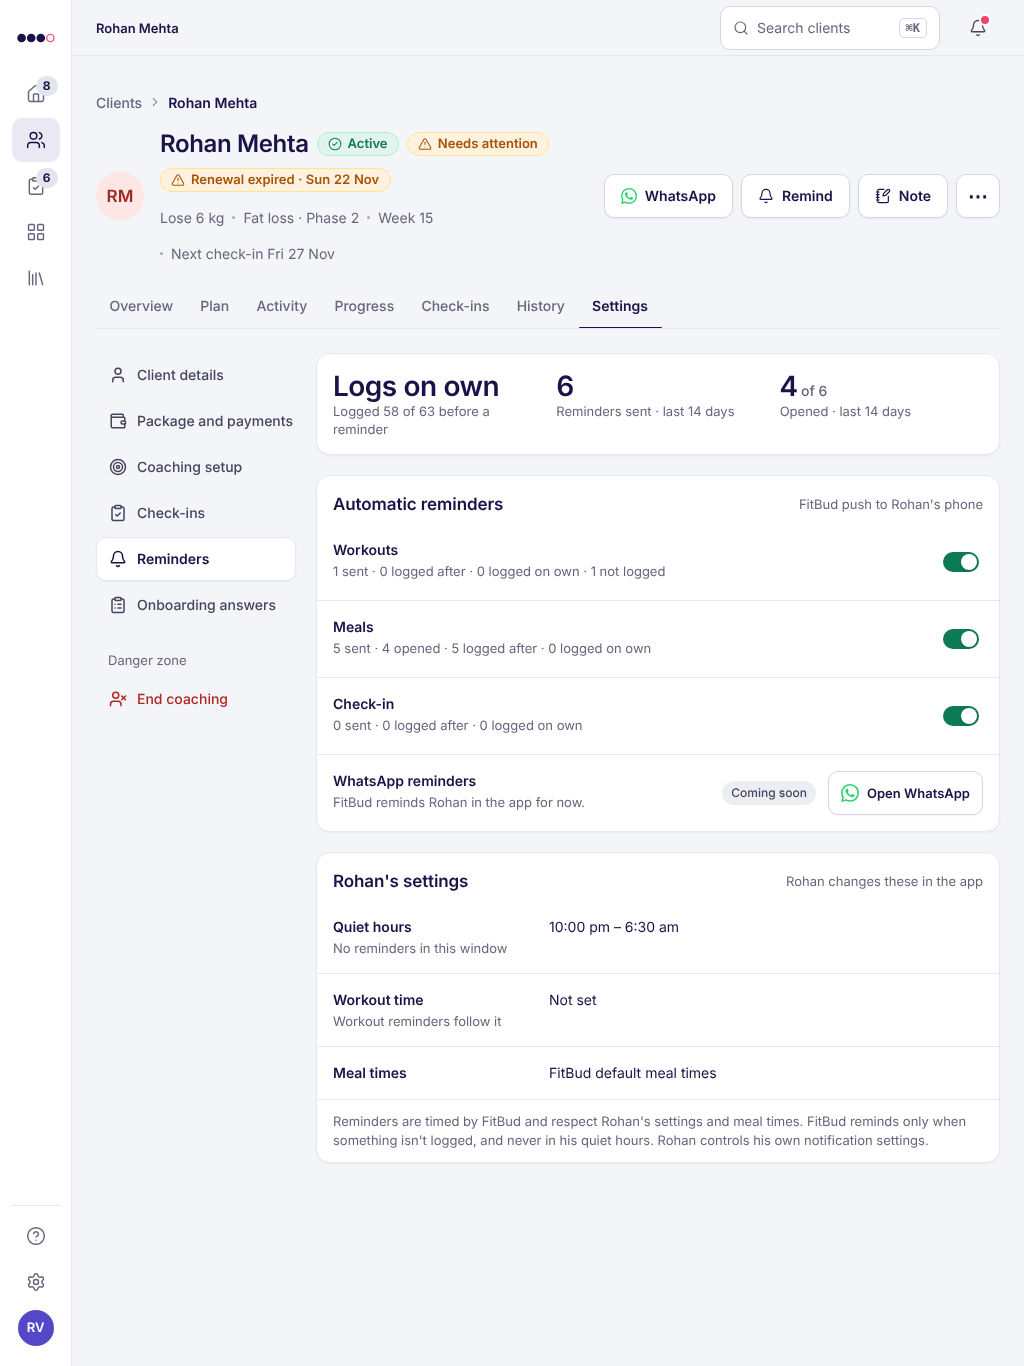 Rohan Mehta
Search clients
⌘K
8
6
Clients
Rohan Mehta
RM
Rohan Mehta
Active
Needs attention
Renewal expired · Sun 22 Nov
Lose 6 kg • Fat loss · Phase 2 • Week 15
• Next check-in Fri 27 Nov
WhatsApp
Remind
Note
Overview
Plan
Activity
Progress
Check-ins
History
Settings
Client details
Package and payments
Coaching setup
Check-ins
Reminders
Onboarding answers
Danger zone
End coaching
Logs on own
Logged 58 of 63 before a
reminder
6
Reminders sent · last 14 days
4 of 6
Opened · last 14 days
Automatic reminders
FitBud push to Rohan's phone
Workouts
1 sent · 0 logged after · 0 logged on own · 1 not logged
Meals
5 sent · 4 opened · 5 logged after · 0 logged on own
Check-in
0 sent · 0 logged after · 0 logged on own
WhatsApp reminders
FitBud reminds Rohan in the app for now.
Coming soon
Open WhatsApp
Rohan's settings
Rohan changes these in the app
Quiet hours
No reminders in this window
10:00 pm – 6:30 am
Workout time
Workout reminders follow it
Not set
Meal times
FitBud default meal times
Reminders are timed by FitBud and respect Rohan's settings and meal times. FitBud reminds only when
something isn't logged, and never in his quiet hours. Rohan controls his own notification settings.
RV